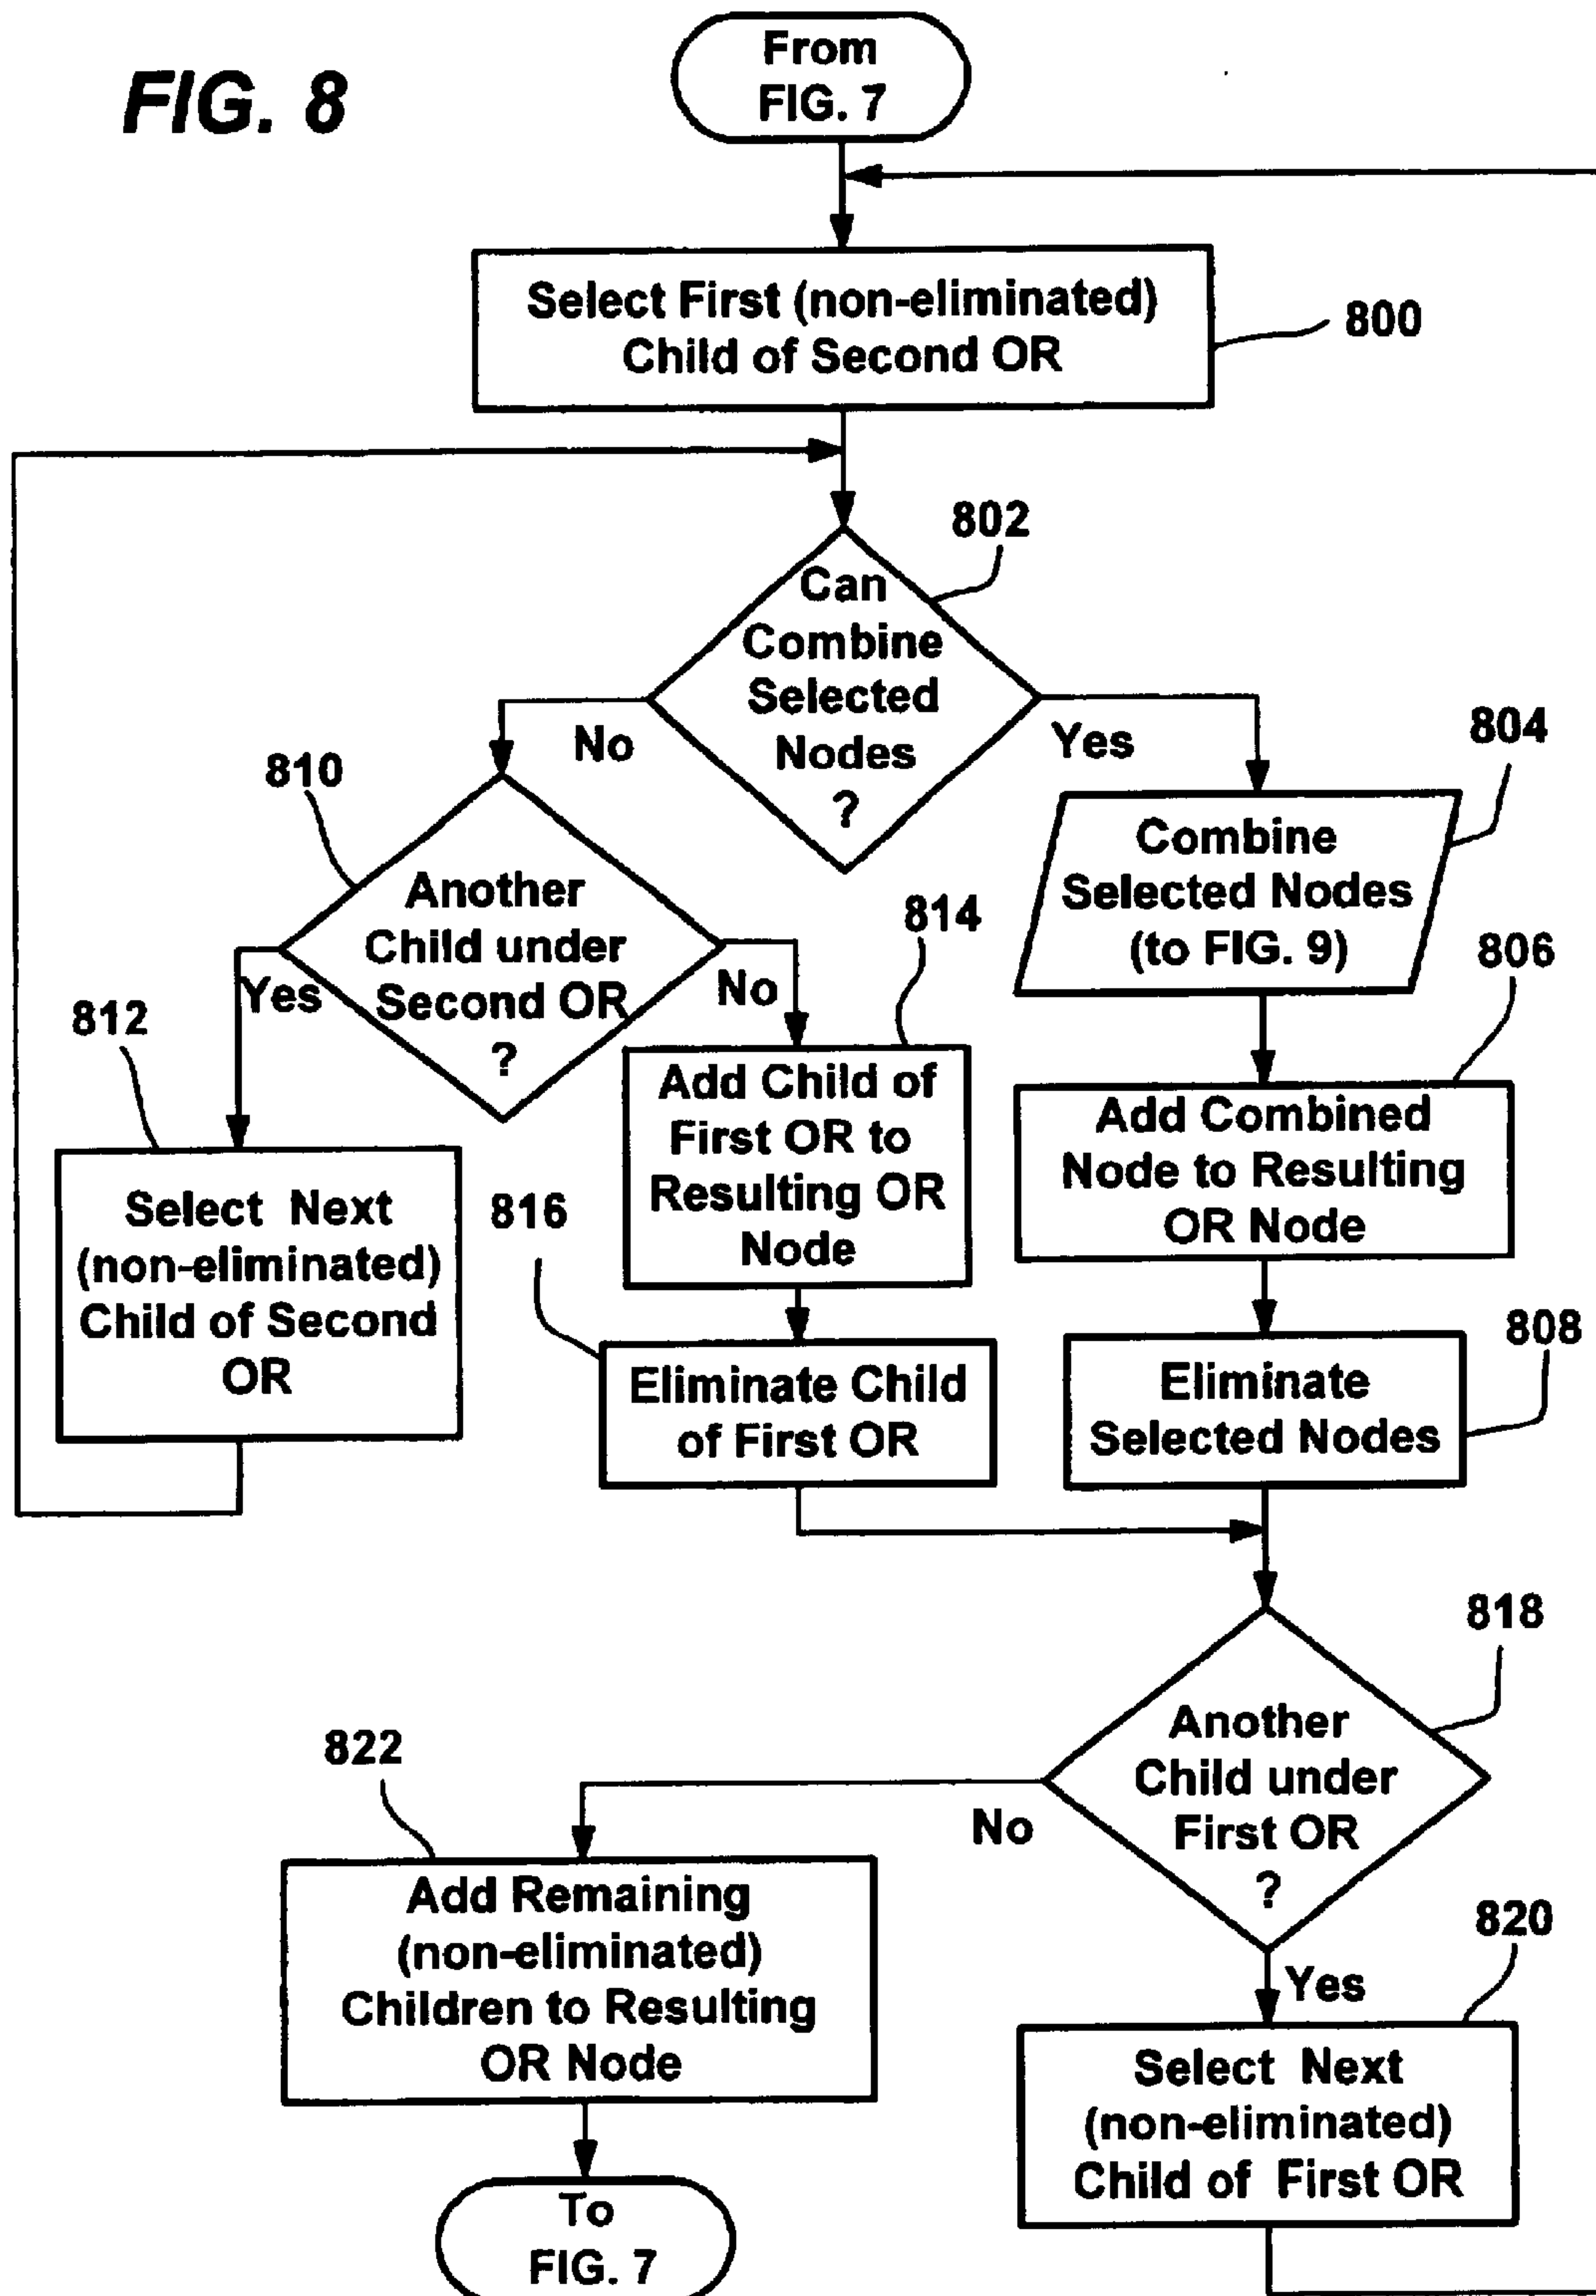 FIG. 8
From
FIG. 7
Select First (non-eliminated)
Child of Second OR
800
802
Can
Combine
Selected
Nodes
?
No
Yes
804
Combine
Selected Nodes
(to FIG. 9)
810
Another
Child under
Second OR
?
Yes
No
814
806
812
Add Child of
First OR to
Resulting OR
Node
Add Combined
Node to Resulting
OR Node
Select Next
(non-eliminated)
Child of Second
OR
816
808
Eliminate Child
of First OR
Eliminate
Selected Nodes
818
Another
Child under
First OR
?
No
Yes
822
Add Remaining
(non-eliminated)
Children to Resulting
OR Node
820
Select Next
(non-eliminated)
Child of First OR
To
FIG. 7